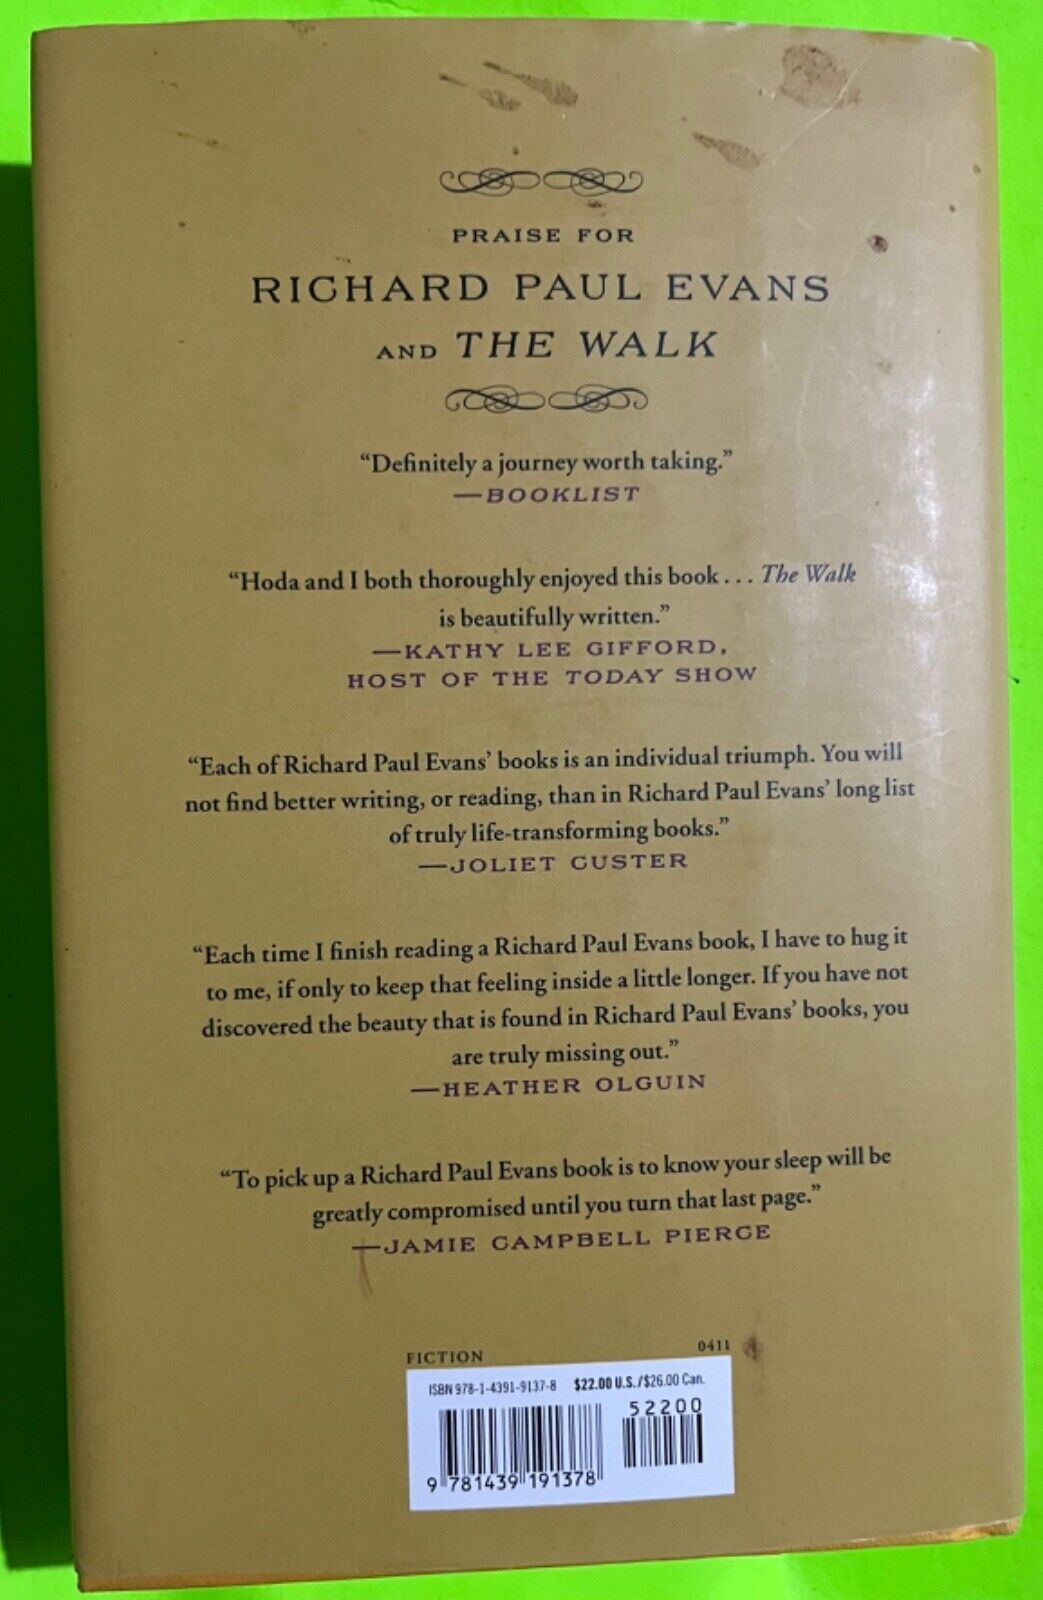 PRAISE FOR
RICHARD PAUL EVANS
AND THE WALK
“Definitely a journey worth taking.”
—BOOKLIST
“Hoda and I both thoroughly enjoyed this book . . . The Walk
is beautifully written.”
—KATHY LEE GIFFORD,
HOST OF THE TODAY SHOW
“Each of Richard Paul Evans’ books is an individual triumph. You will
not find better writing, or reading, than in Richard Paul Evans’ long list
of truly life-transforming books.”
—JOLIET CUSTER
“Each time I finish reading a Richard Paul Evans book, I have to hug it
to me, if only to keep that feeling inside a little longer. If you have not
discovered the beauty that is found in Richard Paul Evans’ books, you
are truly missing out.”
—HEATHER OLGUIN
“To pick up a Richard Paul Evans book is to know your sleep will be
greatly compromised until you turn that last page.”
—JAMIE CAMPBELL PIERCE
FICTION 0411
ISBN 978-1-4391-9137-8 $22.00 U.S./$26.00 Can.
52200
9 781439 191378